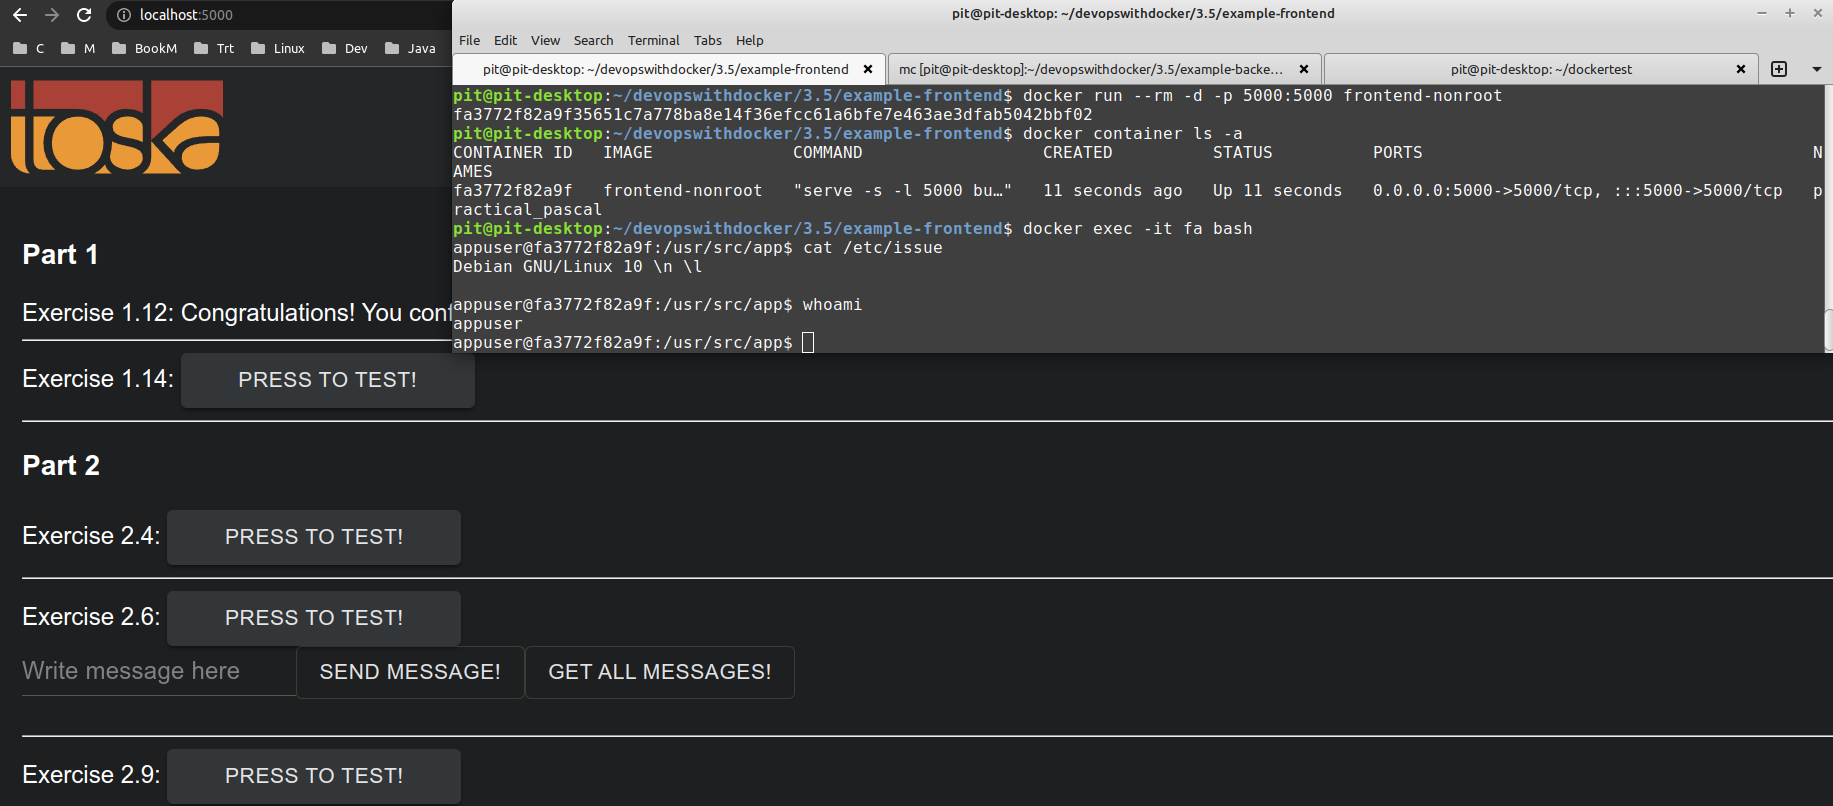 localhost:5000
C M BookM Trt Linux Dev Java
toska
Part 1
Exercise 1.12: Congratulations! You con
Exercise 1.14: PRESS TO TEST!
Part 2
Exercise 2.4: PRESS TO TEST!
Exercise 2.6: PRESS TO TEST!
Write message here SEND MESSAGE! GET ALL MESSAGES!
Exercise 2.9: PRESS TO TEST!
pit@pit-desktop: ~/devopswithdocker/3.5/example-frontend
File Edit View Search Terminal Tabs Help
pit@pit-desktop: ~/devopswithdocker/3.5/example-frontend mc [pit@pit-desktop]:~/devopswithdocker/3.5/example-backe... pit@pit-desktop: ~/dockertest
pit@pit-desktop:~/devopswithdocker/3.5/example-frontend$ docker run --rm -d -p 5000:5000 frontend-nonroot
fa3772f82a9f35651c7a778ba8e14f36efcc61a6bfe7e463ae3dfab5042bbf02
pit@pit-desktop:~/devopswithdocker/3.5/example-frontend$ docker container ls -a
CONTAINER ID IMAGE COMMAND CREATED STATUS PORTS N
AMES
fa3772f82a9f frontend-nonroot "serve -s -l 5000 bu…" 11 seconds ago Up 11 seconds 0.0.0.0:5000->5000/tcp, :::5000->5000/tcp p
ractical_pascal
pit@pit-desktop:~/devopswithdocker/3.5/example-frontend$ docker exec -it fa bash
appuser@fa3772f82a9f:/usr/src/app$ cat /etc/issue
Debian GNU/Linux 10 \n \l
appuser@fa3772f82a9f:/usr/src/app$ whoami
appuser
appuser@fa3772f82a9f:/usr/src/app$